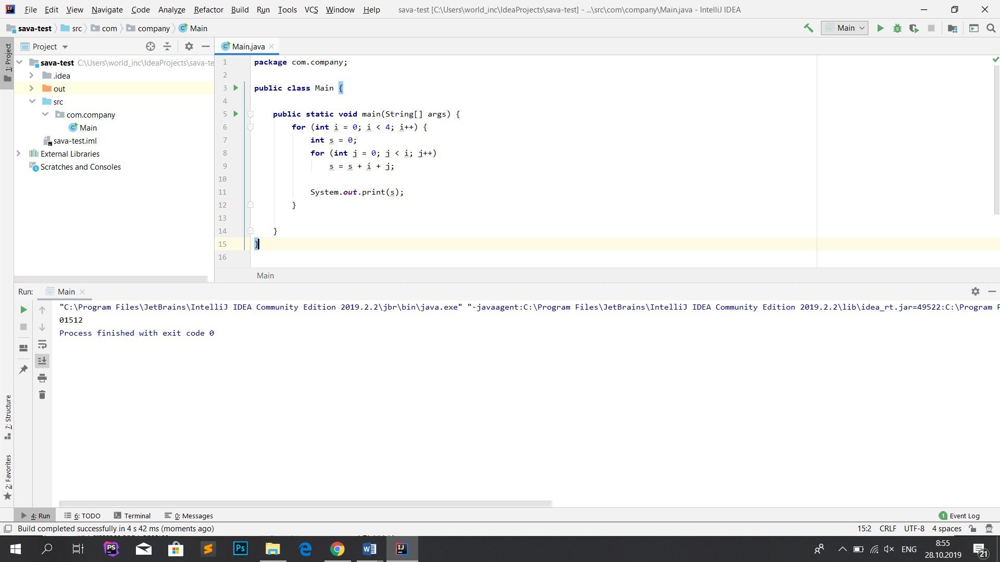 File Edit View Navigate Code Analyze Refactor Build Run Tools VCS Window Help sava-test [C:\Users\world_inc\IdeaProjects\sava-test] - ...\src\com\company\Main.java - IntelliJ IDEA
sava-test src com company Main Main
1: Project
Project
Main.java
sava-test C:\Users\world_inc\IdeaProjects\sava-te
.idea
out
src
com.company
Main
sava-test.iml
External Libraries
Scratches and Consoles
1 package com.company;
2
3 public class Main {
4
5 public static void main(String[] args) {
6 for (int i = 0; i < 4; i++) {
7 int s = 0;
8 for (int j = 0; j < i; j++)
9 s = s + i + j;
10
11 System.out.print(s);
12 }
13
14 }
15 }
16
Main
Run: Main
"C:\Program Files\JetBrains\IntelliJ IDEA Community Edition 2019.2.2\jbr\bin\java.exe" "-javaagent:C:\Program Files\JetBrains\IntelliJ IDEA Community Edition 2019.2.2\lib\idea_rt.jar=49522:C:\Program F
01512
Process finished with exit code 0
7: Structure
2: Favorites
4: Run 6: TODO Terminal 0: Messages 1 Event Log
Build completed successfully in 4 s 42 ms (moments ago) 15:2 CRLF UTF-8 4 spaces
PS Ps W IJ ENG 8:55
28.10.2019 21